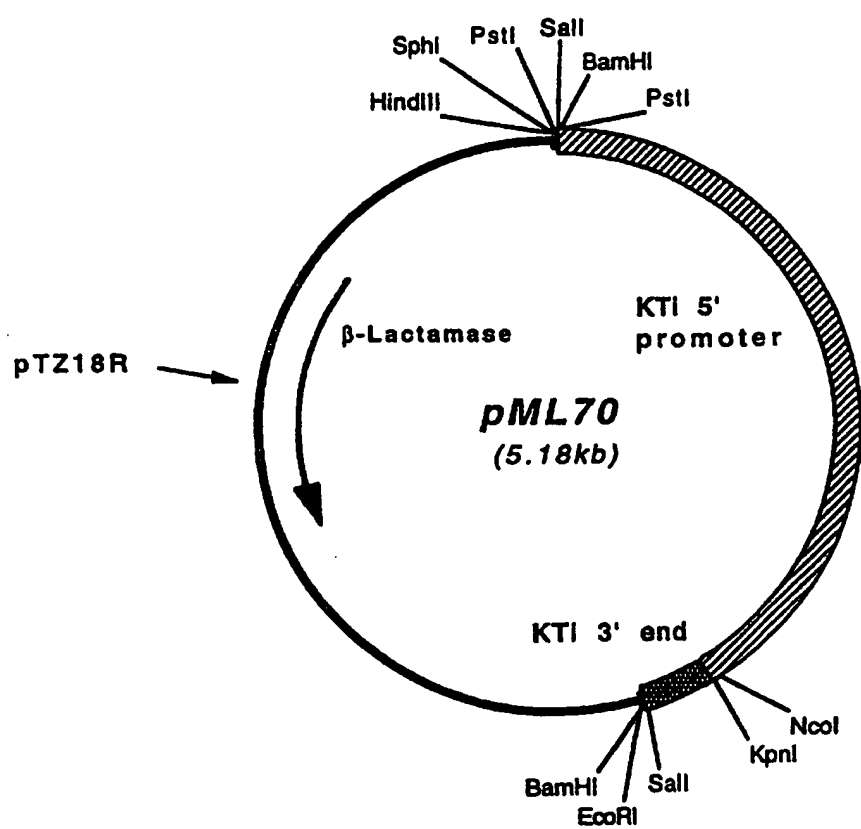 SphI
PstI
SalI
BamHI
HindIII
PstI
KTi 5'
promoter
β-Lactamase
pTZ18R
pML70
(5.18kb)
KTi 3' end
NcoI
KpnI
BamHI
SalI
EcoRI